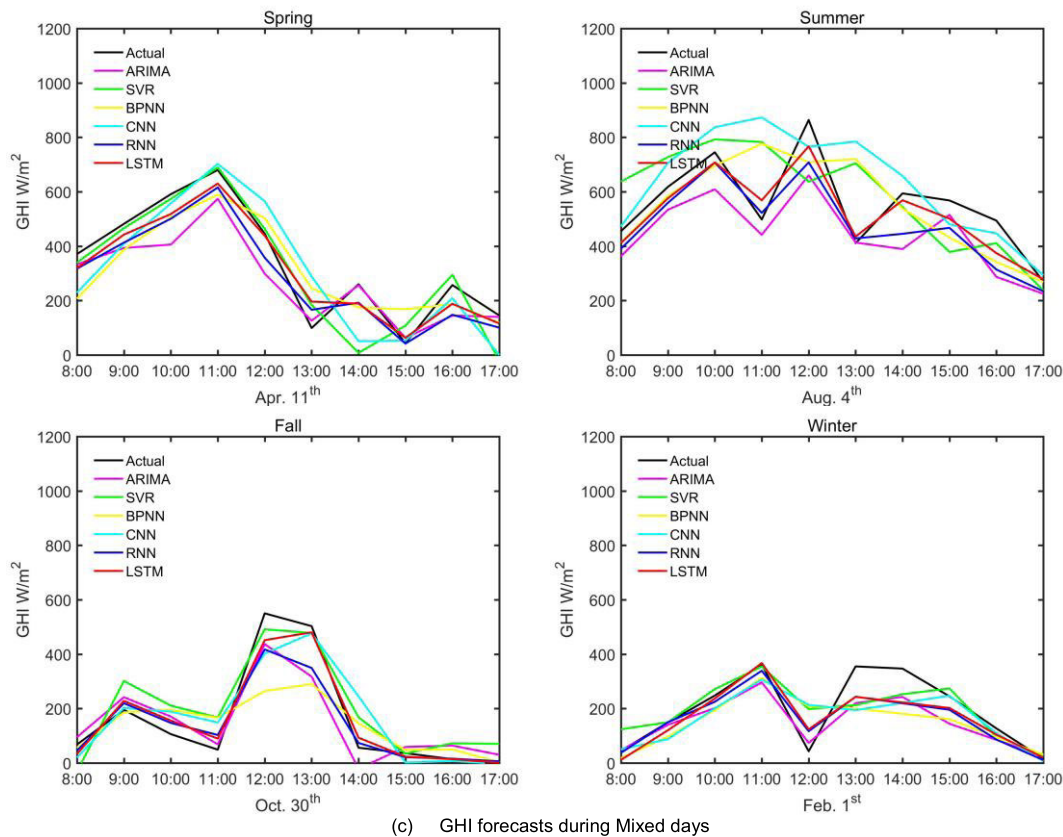 Spring
1200
1000
800
600
400
200
0
GHI W/m²
Actual
ARIMA
SVR
BPNN
CNN
RNN
LSTM
8:00 9:00 10:00 11:00 12:00 13:00 14:00 15:00 16:00 17:00
Apr. 11th
Summer
1200
1000
800
600
400
200
0
GHI W/m²
Actual
ARIMA
SVR
BPNN
CNN
RNN
LSTM
8:00 9:00 10:00 11:00 12:00 13:00 14:00 15:00 16:00 17:00
Aug. 4th
Fall
1200
1000
800
600
400
200
0
GHI W/m²
Actual
ARIMA
SVR
BPNN
CNN
RNN
LSTM
8:00 9:00 10:00 11:00 12:00 13:00 14:00 15:00 16:00 17:00
Oct. 30th
Winter
1200
1000
800
600
400
200
0
GHI W/m²
Actual
ARIMA
SVR
BPNN
CNN
RNN
LSTM
8:00 9:00 10:00 11:00 12:00 13:00 14:00 15:00 16:00 17:00
Feb. 1st
(c) GHI forecasts during Mixed days